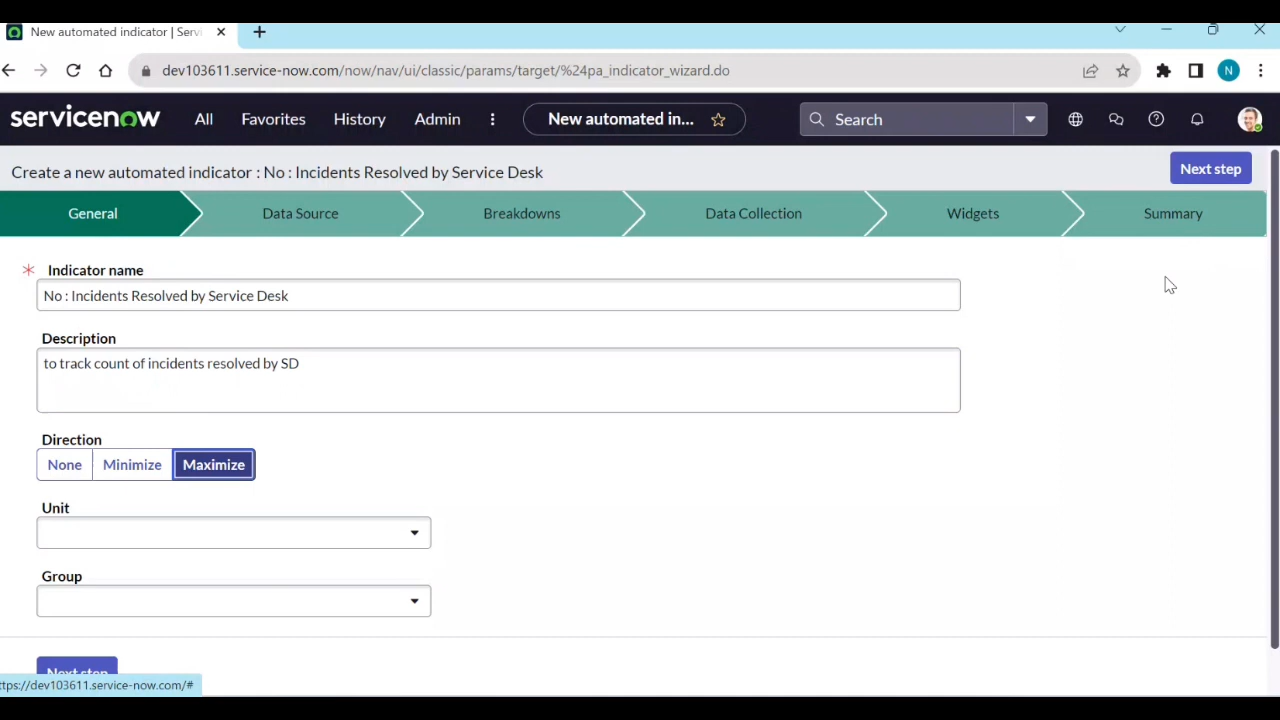 New automated indicator | Servi
dev103611.service-now.com/now/nav/ui/classic/params/target/%24pa_indicator_wizard.do
N
servicenow All Favorites History Admin New automated in... Search
Create a new automated indicator : No : Incidents Resolved by Service Desk Next step
General Data Source Breakdowns Data Collection Widgets Summary
* Indicator name
No : Incidents Resolved by Service Desk
Description
to track count of incidents resolved by SD
Direction
None Minimize Maximize
Unit
Group
Next step
ttps://dev103611.service-now.com/#